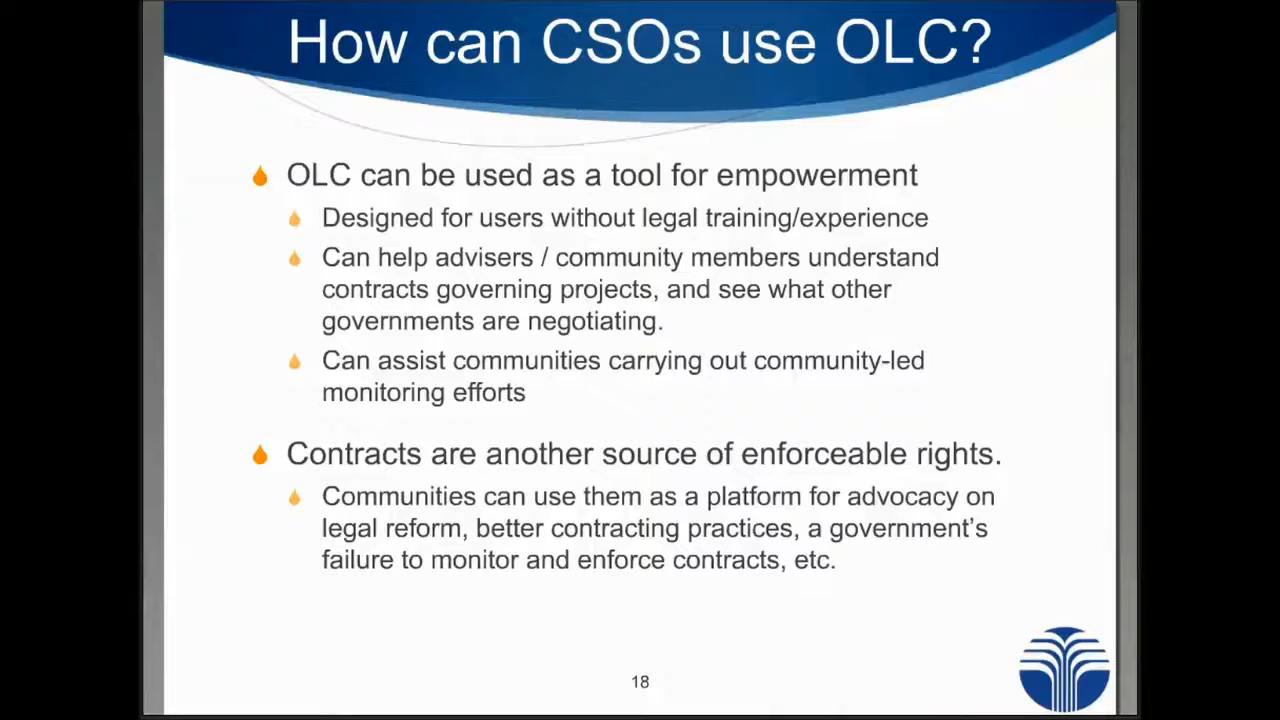 How can CSOs use OLC?
OLC can be used as a tool for empowerment
Designed for users without legal training/experience
Can help advisers / community members understand
contracts governing projects, and see what other
governments are negotiating.
Can assist communities carrying out community-led
monitoring efforts
Contracts are another source of enforceable rights.
Communities can use them as a platform for advocacy on
legal reform, better contracting practices, a government’s
failure to monitor and enforce contracts, etc.
18